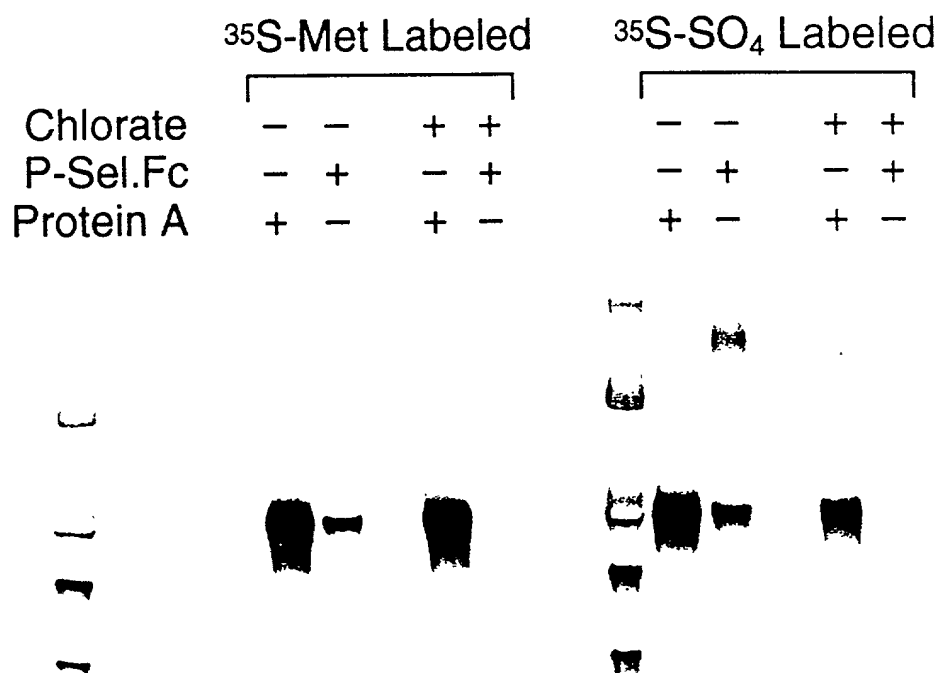 ³⁵S-Met Labeled ³⁵S-SO₄ Labeled
Chlorate − − + + − − + +
P-Sel.Fc − + − + − + − +
Protein A + − + − + − + −